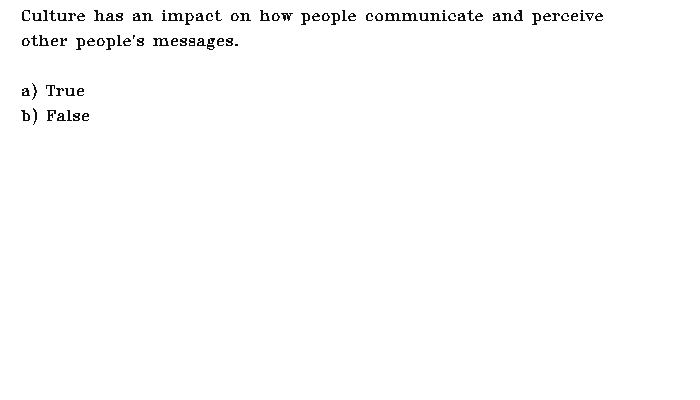 Culture has an impact on how people communicate and perceive
other people's messages.
a) True
b) False